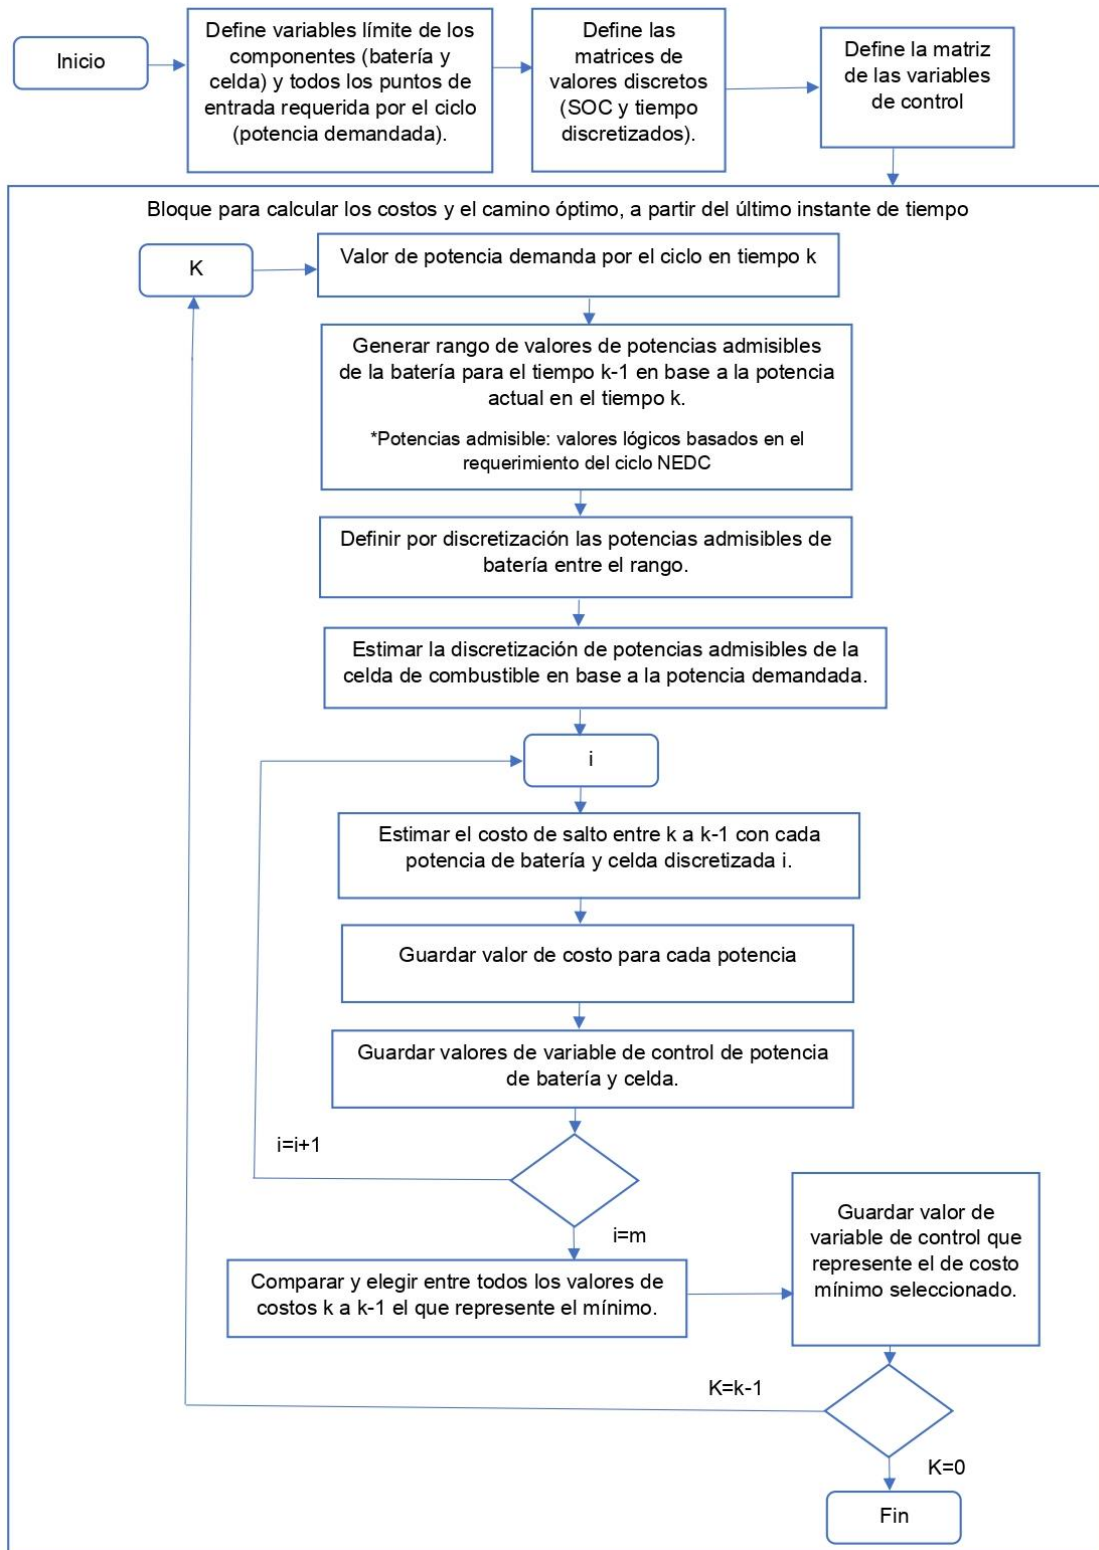 Inicio
Define variables límite de los
componentes (batería y
celda) y todos los puntos de
entrada requerida por el ciclo
(potencia demandada).
Define las
matrices de
valores discretos
(SOC y tiempo
discretizados).
Define la matriz
de las variables
de control
Bloque para calcular los costos y el camino óptimo, a partir del último instante de tiempo
K
Valor de potencia demanda por el ciclo en tiempo k
Generar rango de valores de potencias admisibles
de la batería para el tiempo k-1 en base a la potencia
actual en el tiempo k.
*Potencias admisible: valores lógicos basados en el
requerimiento del ciclo NEDC
Definir por discretización las potencias admisibles de
batería entre el rango.
Estimar la discretización de potencias admisibles de la
celda de combustible en base a la potencia demandada.
i
Estimar el costo de salto entre k a k-1 con cada
potencia de batería y celda discretizada i.
Guardar valor de costo para cada potencia
Guardar valores de variable de control de potencia
de batería y celda.
i=i+1
i=m
Comparar y elegir entre todos los valores de
costos k a k-1 el que represente el mínimo.
Guardar valor de
variable de control que
represente el de costo
mínimo seleccionado.
K=k-1
K=0
Fin